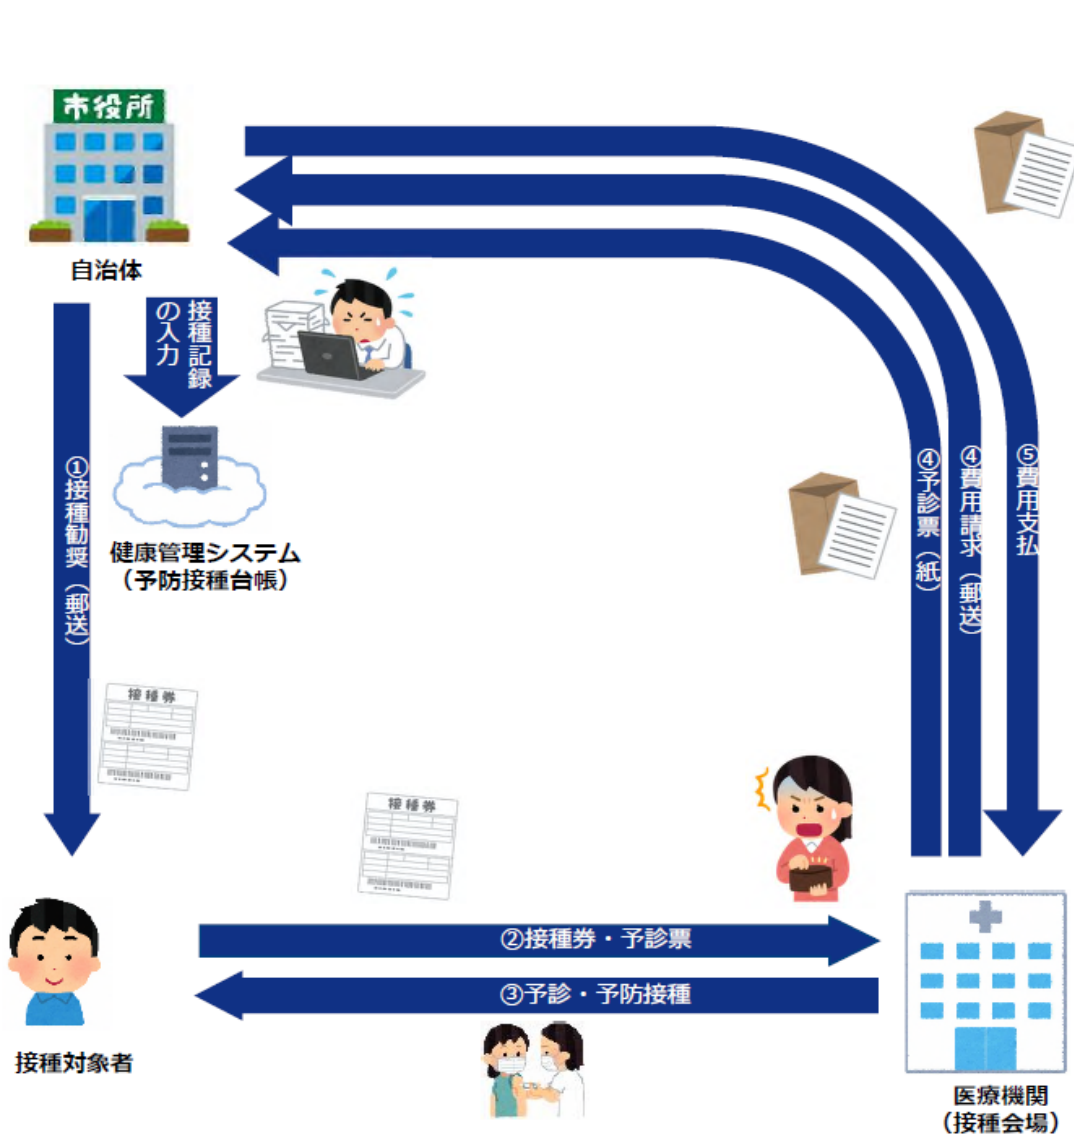 市役所
自治体
接種記録
の入力
健康管理システム
（予防接種台帳）
①接種勧奨（郵送）
④予診票（紙）
④費用請求（郵送）
⑤費用支払
接種券
接種券
②接種券・予診票
③予診・予防接種
接種対象者
医療機関
（接種会場）